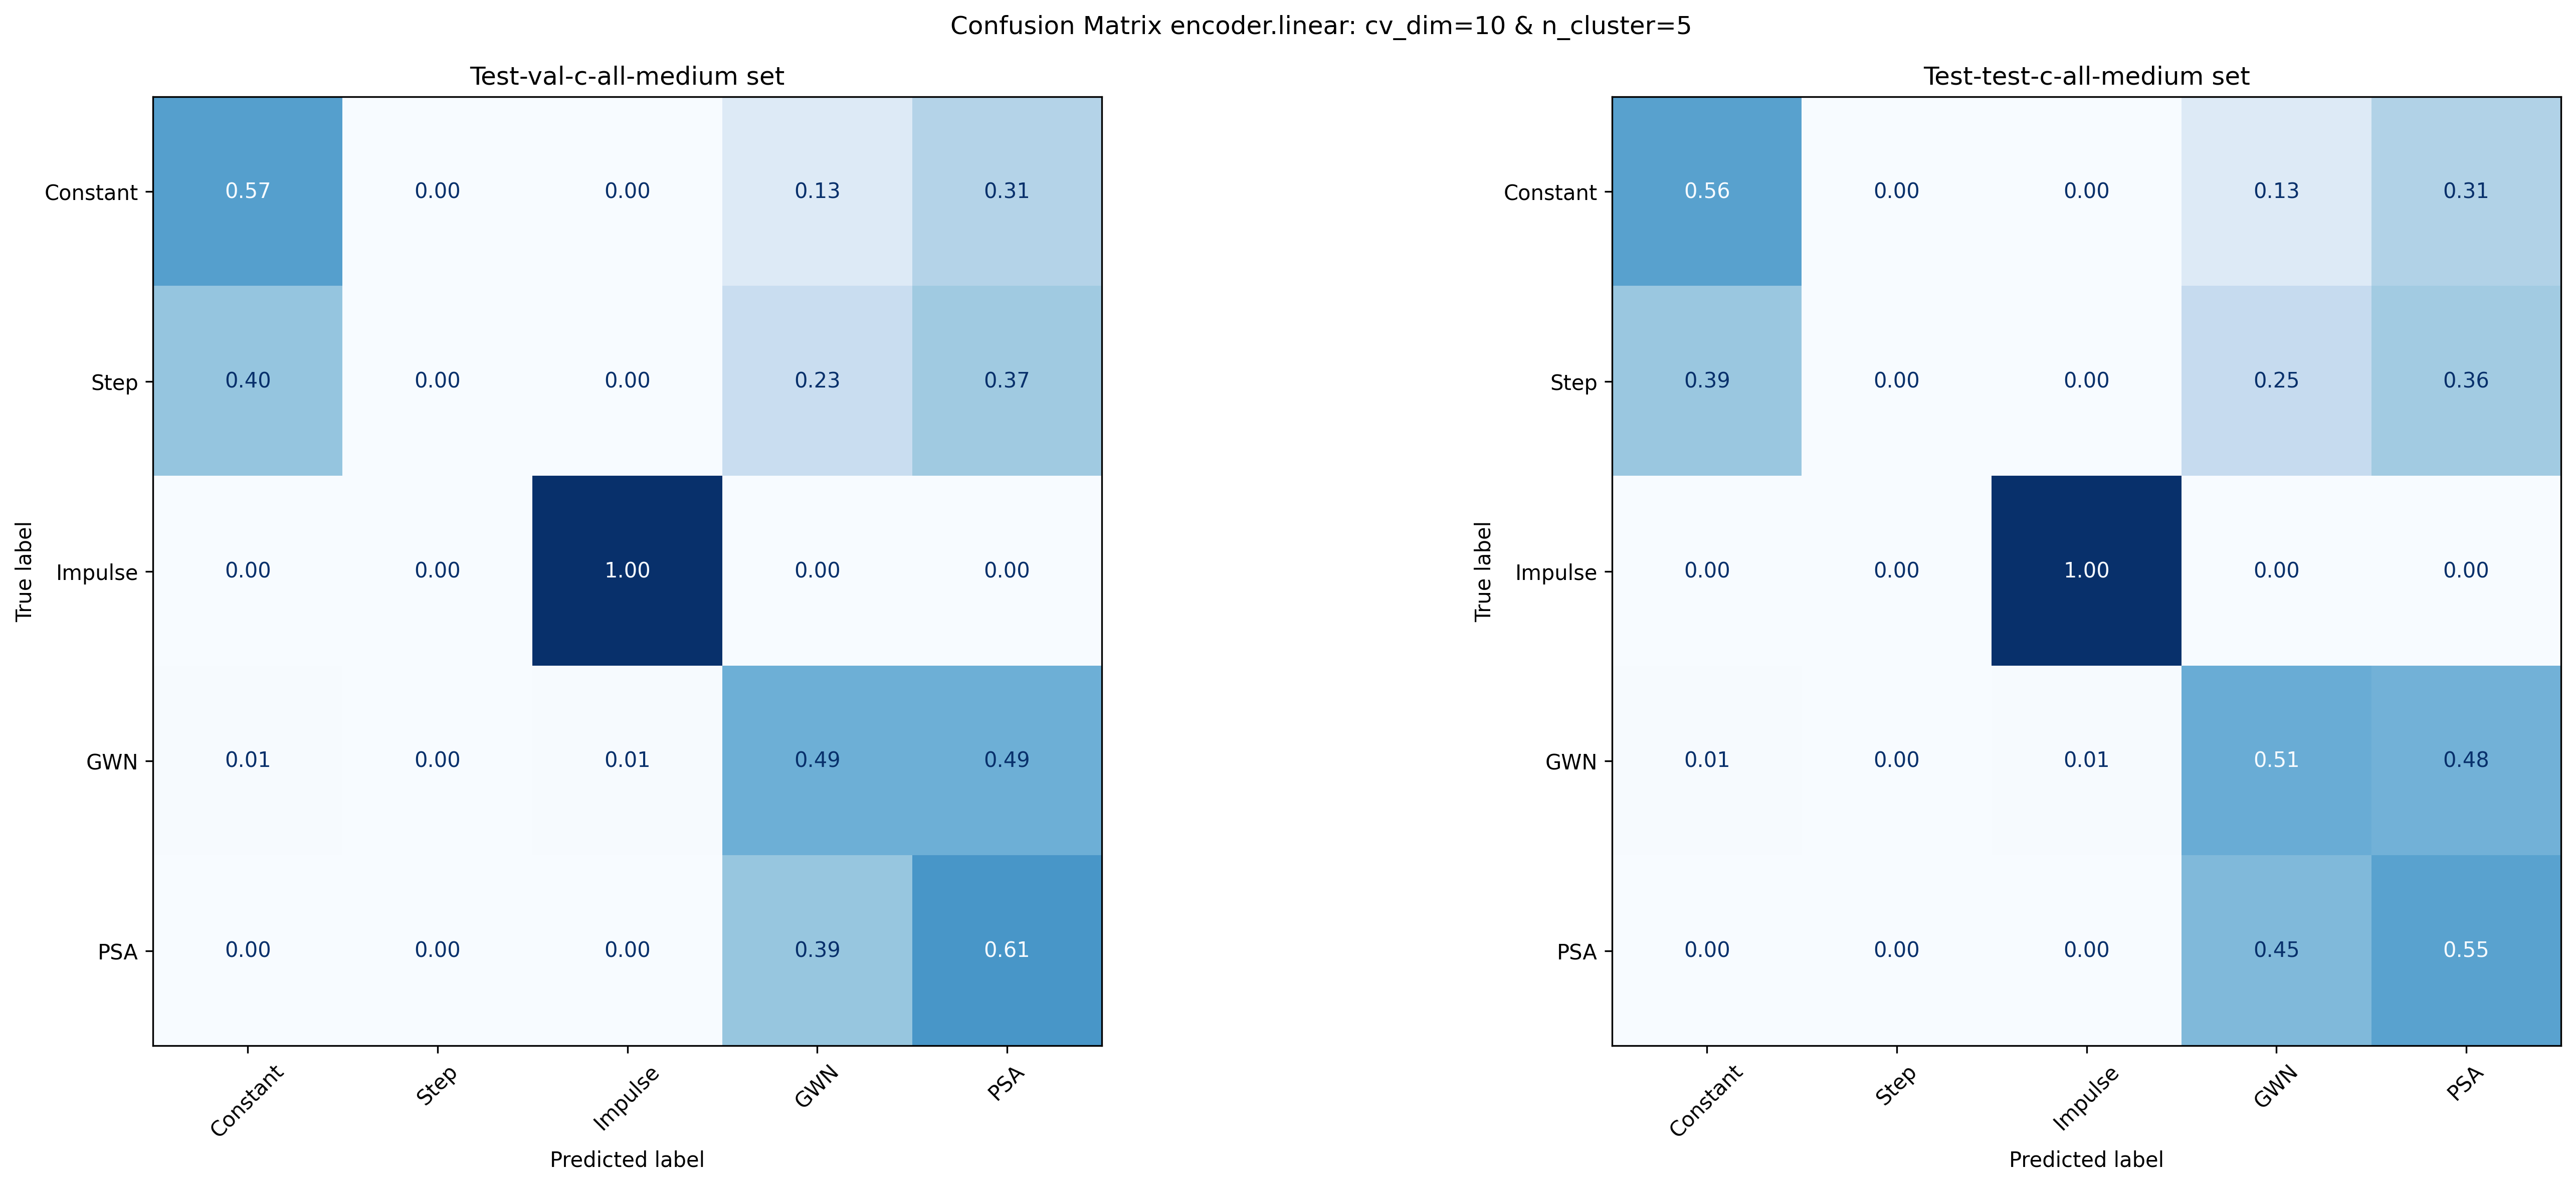 Confusion Matrix encoder.linear: cv_dim=10 & n_cluster=5
Test-val-c-all-medium set
True label
Constant 0.57 0.00 0.00 0.13 0.31
Step 0.40 0.00 0.00 0.23 0.37
Impulse 0.00 0.00 1.00 0.00 0.00
GWN 0.01 0.00 0.01 0.49 0.49
PSA 0.00 0.00 0.00 0.39 0.61
Constant Step Impulse GWN PSA
Predicted label
Test-test-c-all-medium set
True label
Constant 0.56 0.00 0.00 0.13 0.31
Step 0.39 0.00 0.00 0.25 0.36
Impulse 0.00 0.00 1.00 0.00 0.00
GWN 0.01 0.00 0.01 0.51 0.48
PSA 0.00 0.00 0.00 0.45 0.55
Constant Step Impulse GWN PSA
Predicted label